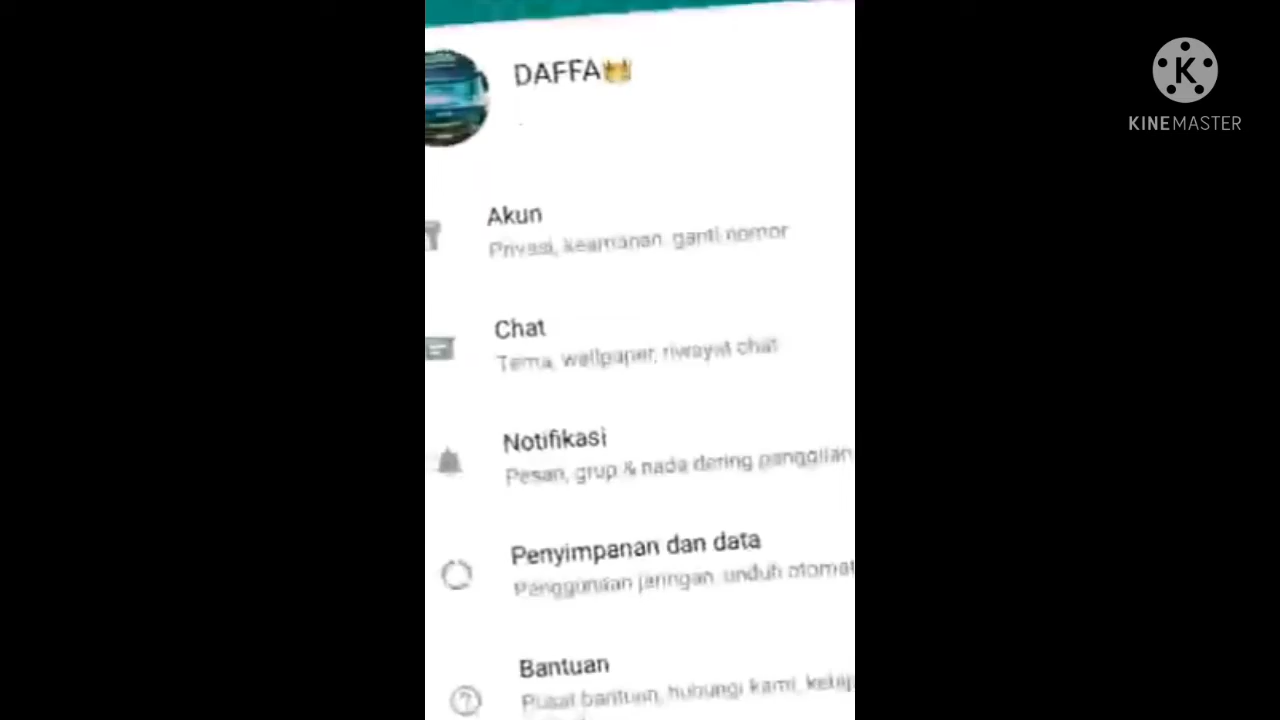 DAFFA👑
K
KINEMASTER
Akun
Privasi, keamanan, ganti nomor
Chat
Tema, wallpaper, riwayat chat
Notifikasi
Pesan, grup & nada dering panggilan
Penyimpanan dan data
Penggunaan jaringan, unduh otomat
Bantuan
Pusat bantuan, hubungi kami, kebij